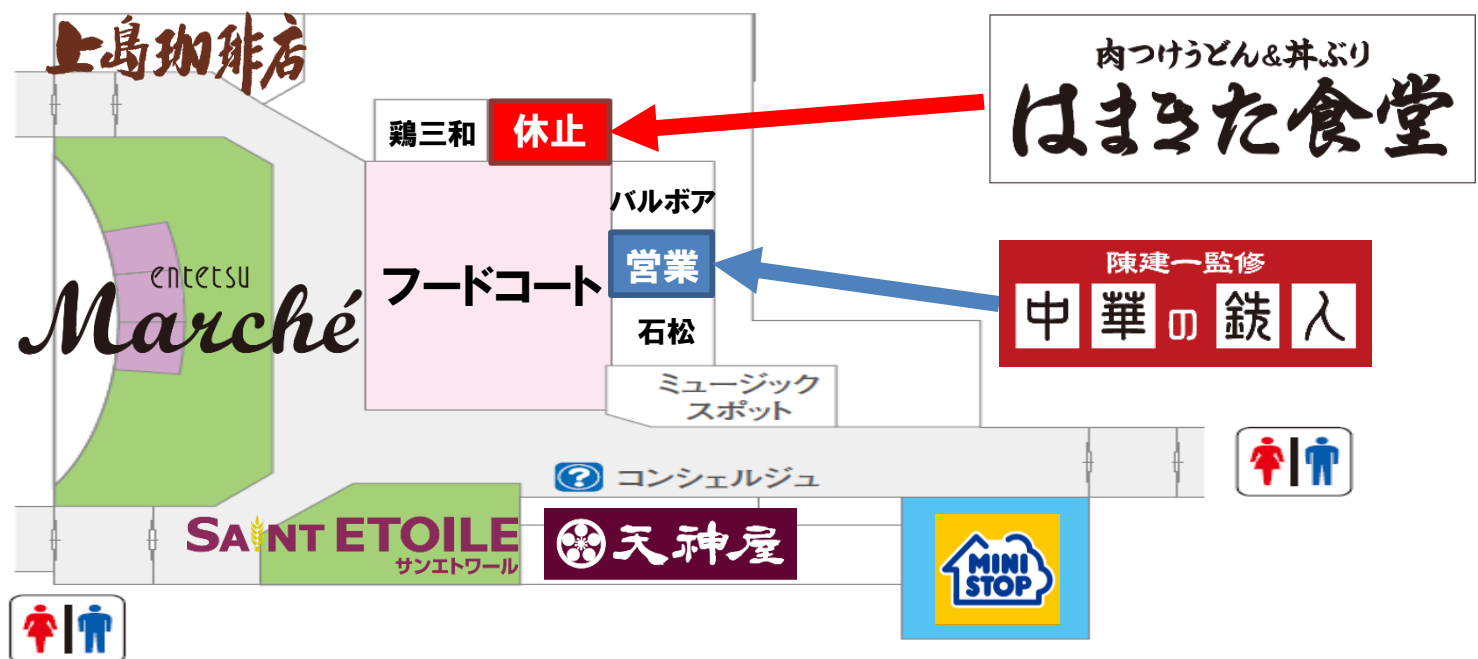 上島珈琲店
肉つけうどん&丼ぶり
はまきた食堂
鶏三和
休止
バルボア
営業
石松
フードコート
陳建一監修
中華の鉄人
entetsu
Marché
ミュージック
スポット
? コンシェルジュ
SAINT ETOILE
サンエトワール
天神屋
MINI
STOP